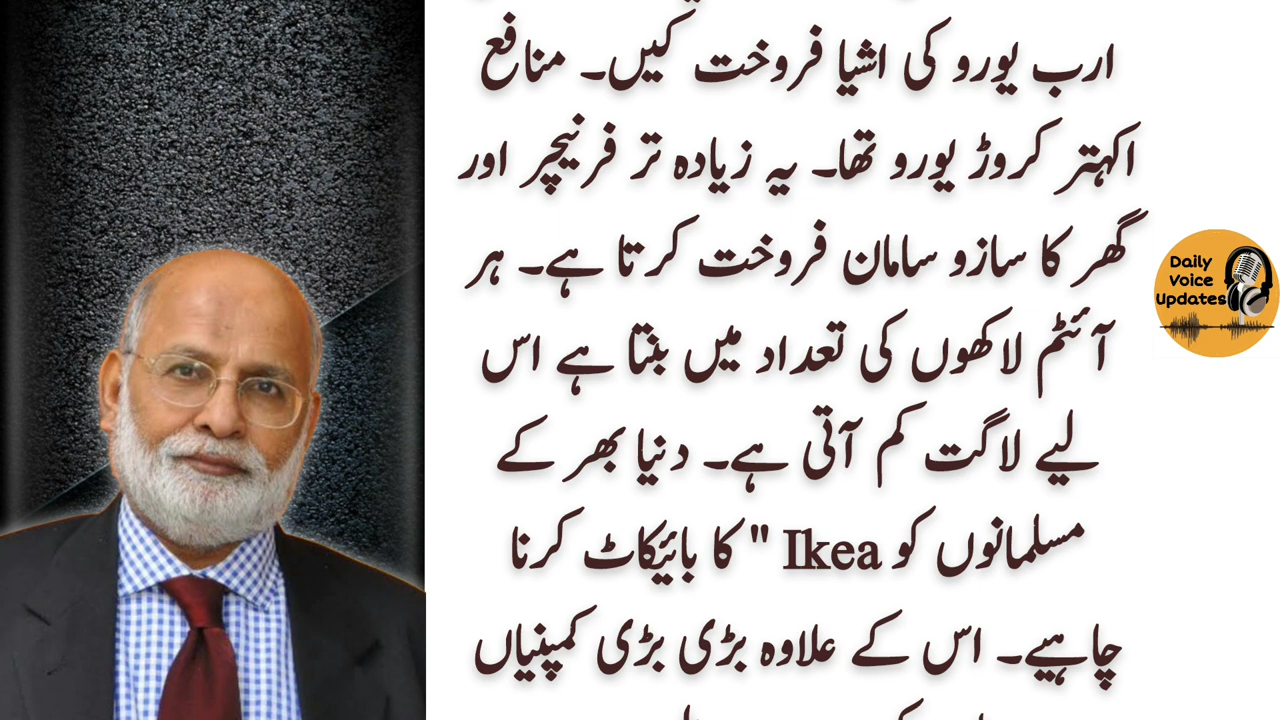 ارب یورو کی اشیا فروخت کیں۔ منافع
اکہتر کروڑ یورو تھا۔ یہ زیادہ تر فرنیچر اور
گھر کا سازو سامان فروخت کرتا ہے۔ ہر
آئٹم لاکھوں کی تعداد میں بنتا ہے اس
لیے لاگت کم آتی ہے۔ دنیا بھر کے
مسلمانوں کو Ikea " کا بائیکاٹ کرنا
چاہیے۔ اس کے علاوہ بڑی بڑی کمپنیاں
Daily
Voice
Updates